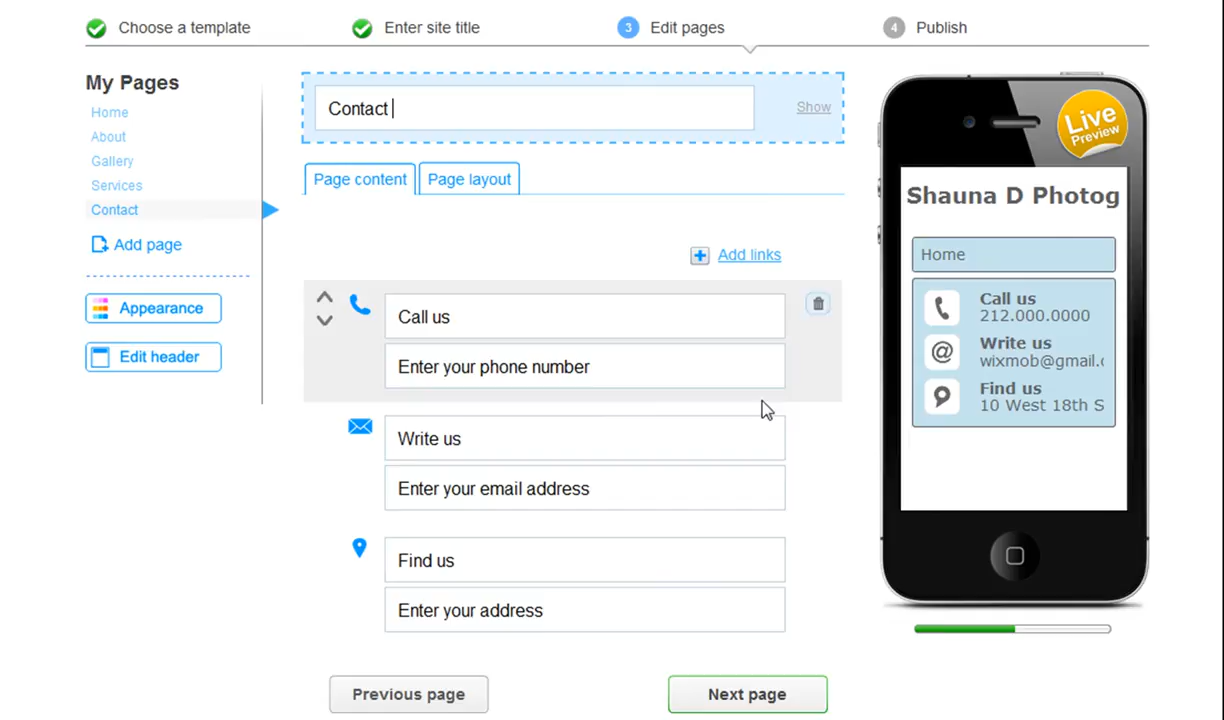 Choose a template
Enter site title
3 Edit pages
4 Publish
My Pages
Home
About
Gallery
Services
Contact
Add page
Appearance
Edit header
Contact
Show
Page content
Page layout
Add links
Call us
Enter your phone number
Write us
Enter your email address
Find us
Enter your address
Previous page
Next page
Live
Preview
Shauna D Photog
Home
Call us
212.000.0000
@
Write us
wixmob@gmail.c
Find us
10 West 18th S